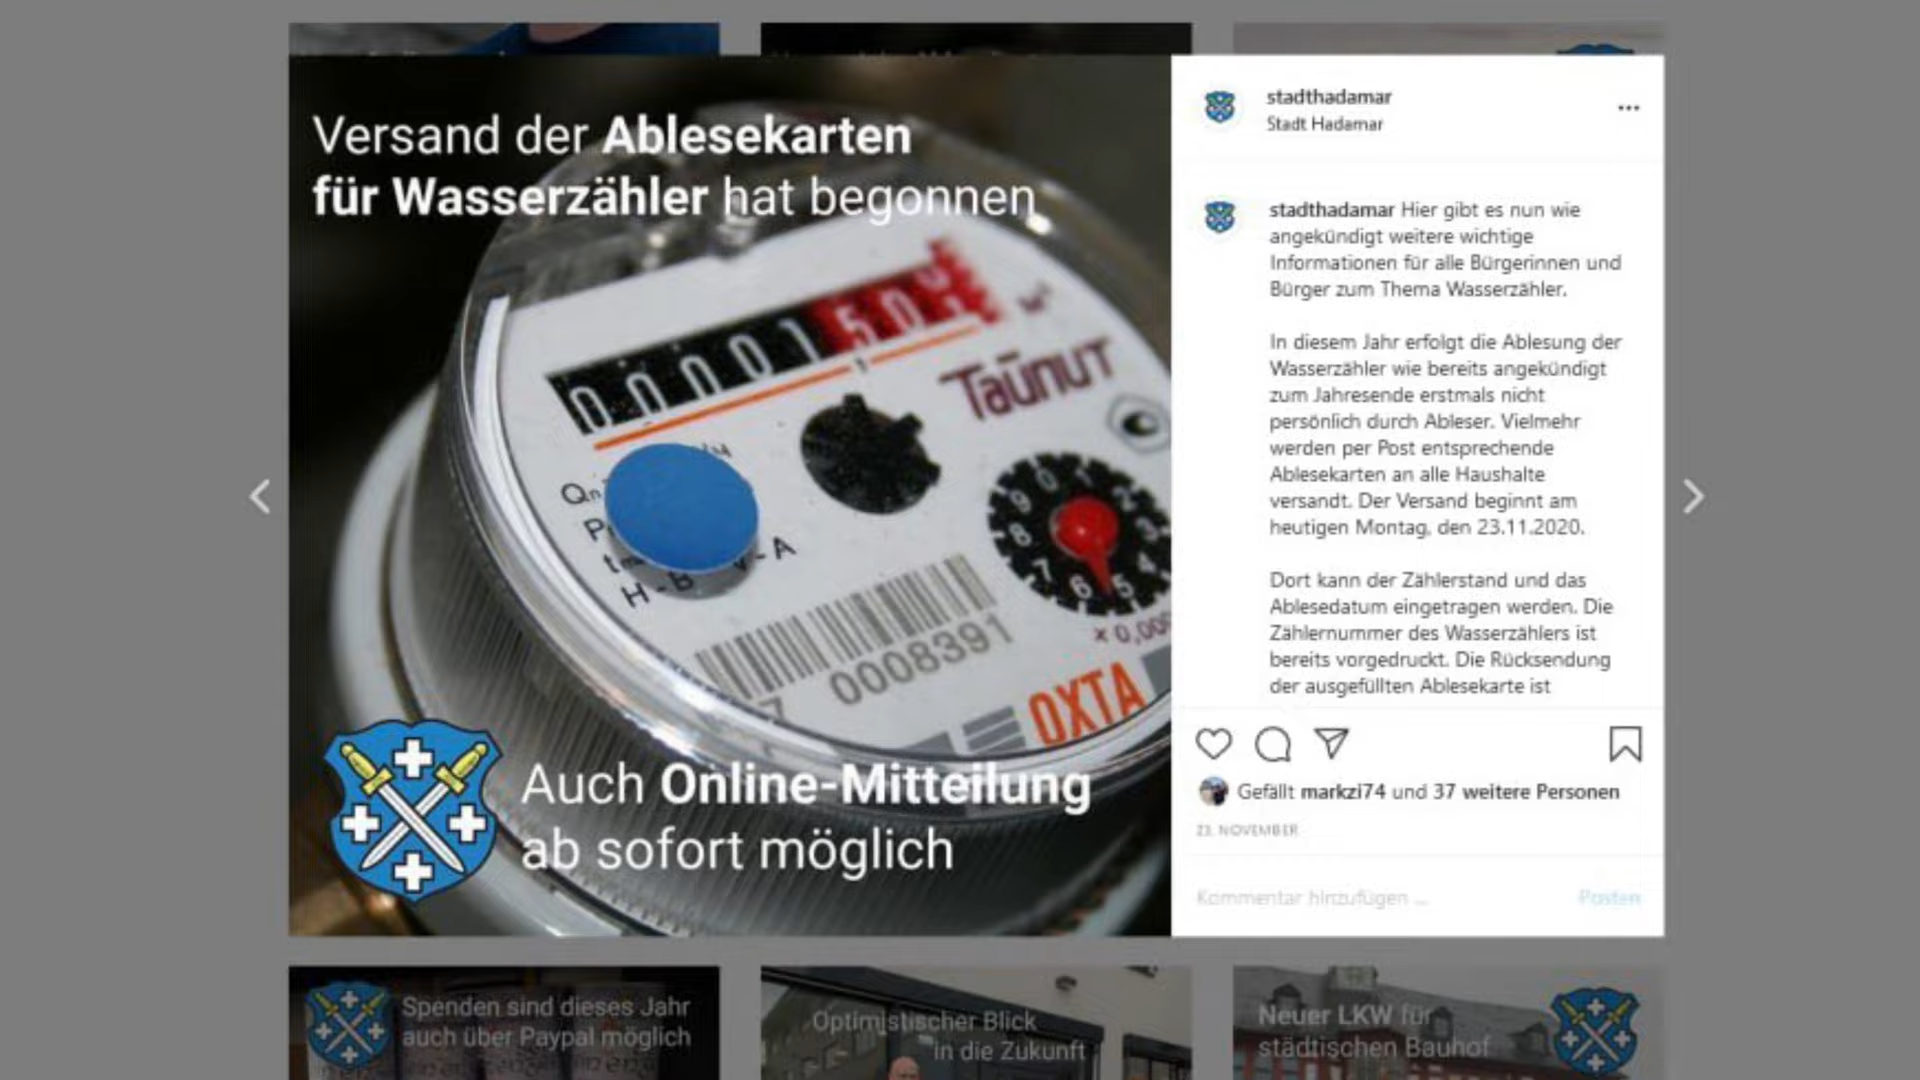 Versand der Ablesekarten
für Wasserzähler hat begonnen
Taunut
0008391
OXTA
Auch Online-Mitteilung
ab sofort möglich
stadthadamar
Stadt Hadamar
stadthadamar Hier gibt es nun wie
angekündigt weitere wichtige
Informationen für alle Bürgerinnen und
Bürger zum Thema Wasserzähler.
In diesem Jahr erfolgt die Ablesung der
Wasserzähler wie bereits angekündigt
zum Jahresende erstmals nicht
persönlich durch Ableser. Vielmehr
werden per Post entsprechende
Ablesekarten an alle Haushalte
versandt. Der Versand beginnt am
heutigen Montag, den 23.11.2020.
Dort kann der Zählerstand und das
Ablesedatum eingetragen werden. Die
Zählernummer des Wasserzählers ist
bereits vorgedruckt. Die Rücksendung
der ausgefüllten Ablesekarte ist
Gefällt markzi74 und 37 weitere Personen
23. NOVEMBER
Kommentar hinzufügen ...
Posten
Spenden sind dieses Jahr
auch über Paypal möglich
Optimistischer Blick
in die Zukunft
Neuer LKW für
städtischen Bauhof